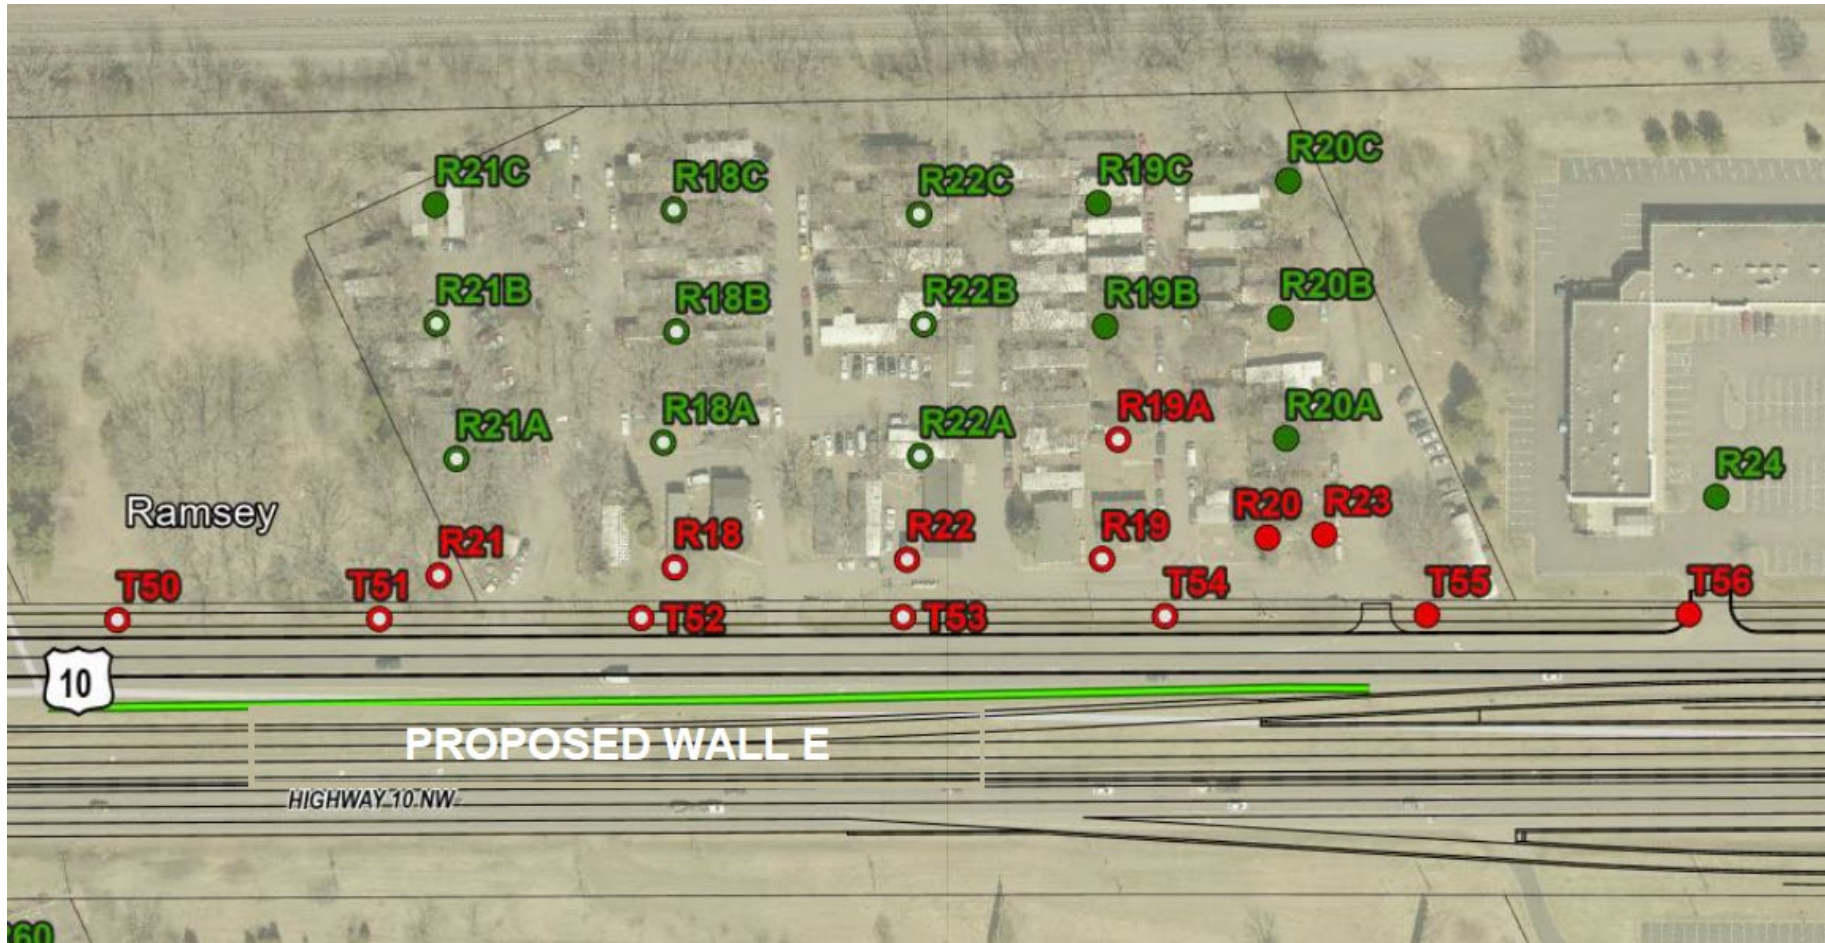 R20C
R21C
R18C
R22C
R19C
R21B
R18B
R22B
R19B
R20B
R19A
R20A
R21A
R18A
R22A
R24
Ramsey
R21
R18
R22
R19
R20
R23
T50
T51
T52
T53
T54
T55
T56
10
PROPOSED WALL E
HIGHWAY 10 NW